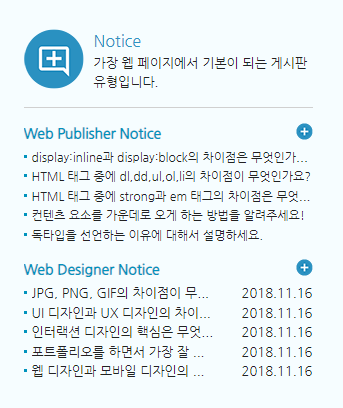 Notice
가장 웹 페이지에서 기본이 되는 게시판
유형입니다.
Web Publisher Notice
display:inline과 display:block의 차이점은 무엇인가...
HTML 태그 중에 dl,dd,ul,ol,li의 차이점이 무엇인가요?
HTML 태그 중에 strong과 em 태그의 차이점은 무엇...
컨텐츠 요소를 가운데로 오게 하는 방법을 알려주세요!
독타입을 선언하는 이유에 대해서 설명하세요.
Web Designer Notice
JPG, PNG, GIF의 차이점이 무... 2018.11.16
UI 디자인과 UX 디자인의 차이... 2018.11.16
인터랙션 디자인의 핵심은 무엇... 2018.11.16
포트폴리오를 하면서 가장 잘 ... 2018.11.16
웹 디자인과 모바일 디자인의 ... 2018.11.16